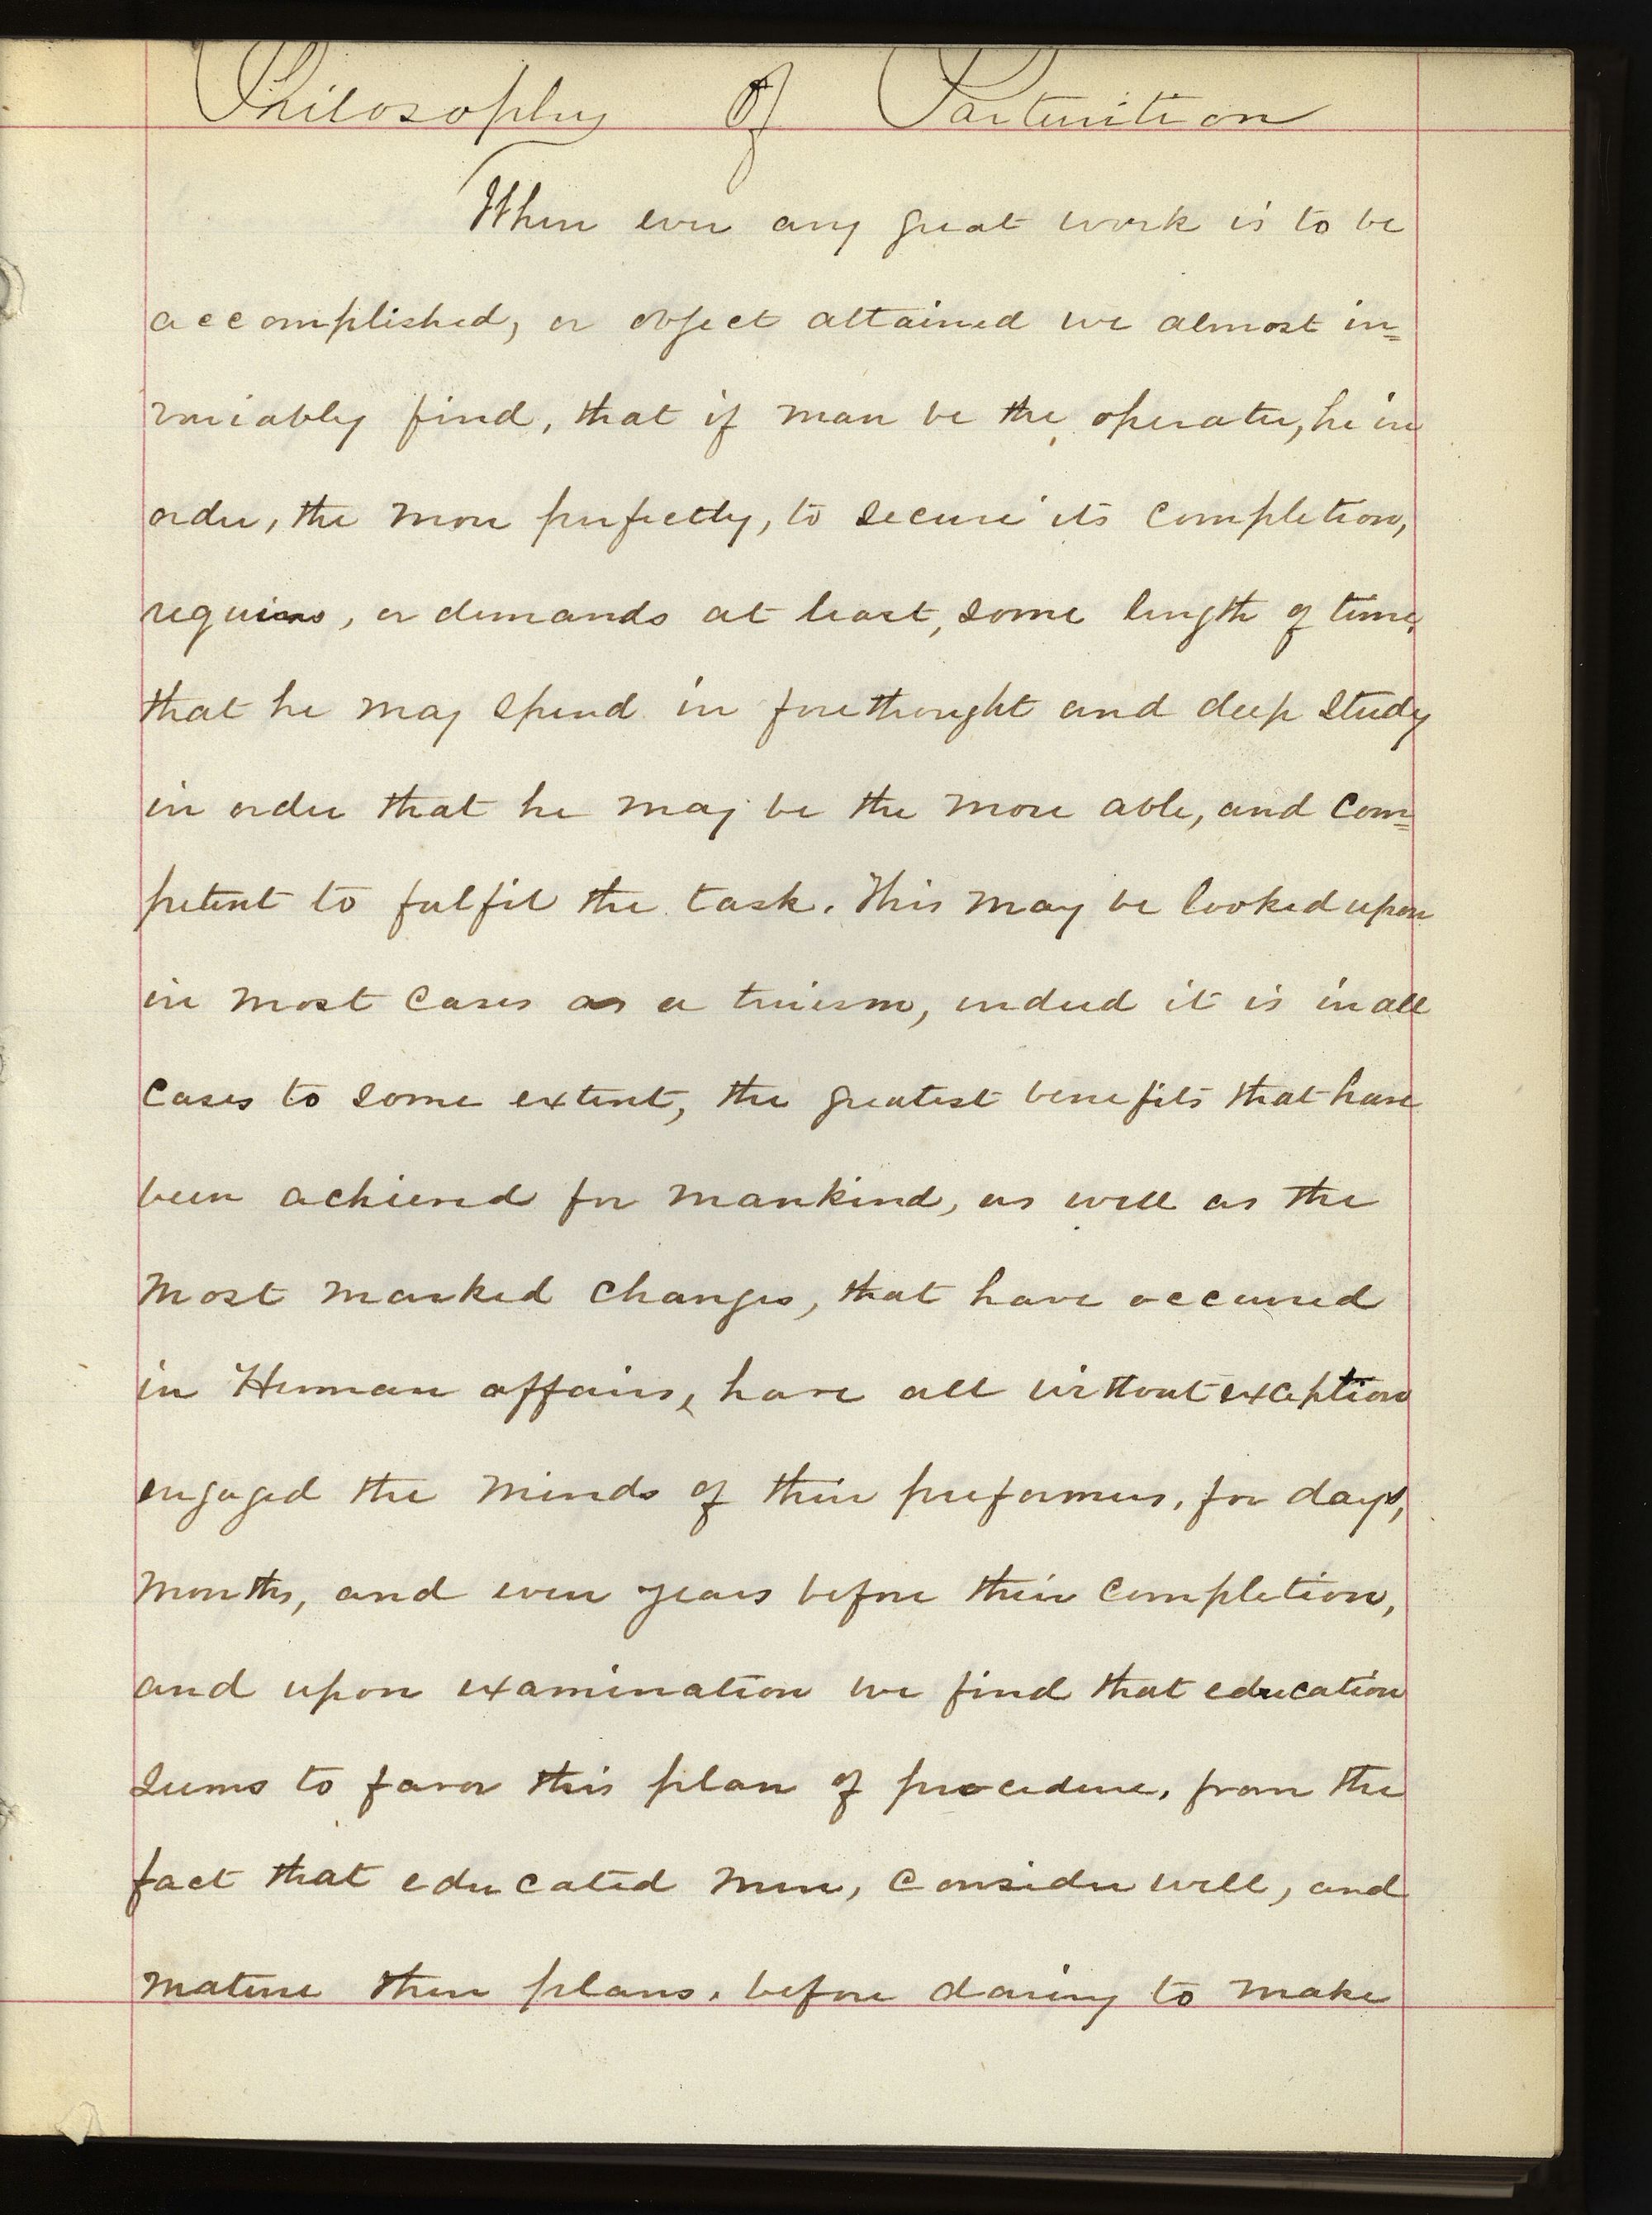 Philosophy Of Parturition
When ever any great work is to be
accomplished, or object attained we almost in=
variably find, that if man be the operator, he in
order, the more perfectly, to secure its completion,
requires, or demands at least, some length of time,
that he may spend in forethought and deep study
in order that he may be the more able, and com=
petent to fulfil the task. This may be looked upon
in most cases as a truism, indeed it is in all
cases to some extent, the greatest benefits that have
been achieved for mankind, as well as the
most marked changes, that have occurred
in Human affairs, have all without exception
engaged the minds of their preformers, for days,
months, and even years before their completion,
and upon examination we find that education
seems to favor this plan of procedure, from the
fact that educated men, consider well, and
mature their plans, before daring to make